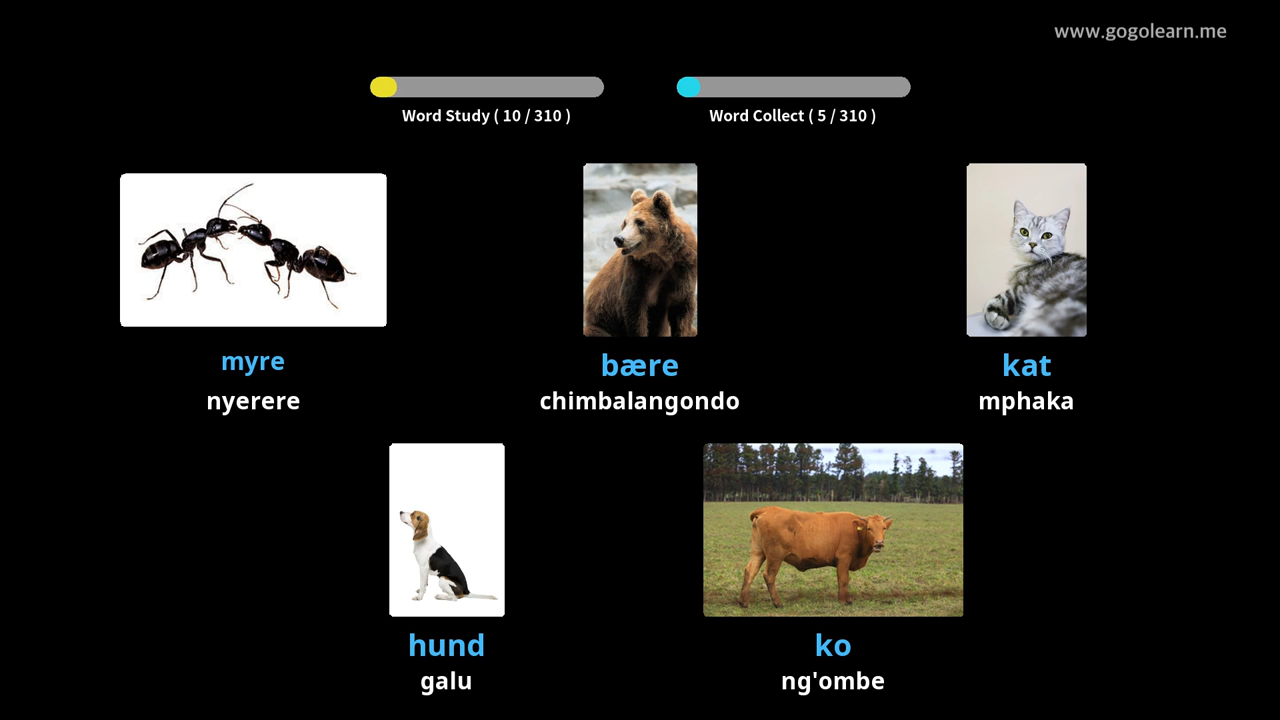 www.gogolearn.me
Word Study ( 10 / 310 )
Word Collect ( 5 / 310 )
myre
nyerere
bære
chimbalangondo
kat
mphaka
hund
galu
ko
ng'ombe